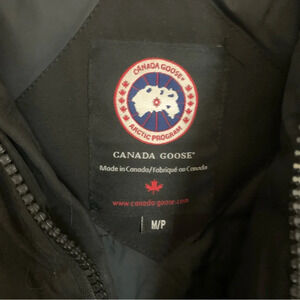 CANADA GOOSE®
ARCTIC PROGRAM
CANADA GOOSE®
Made in Canada/Fabriqué au Canada
www.canada-goose.com
M/P